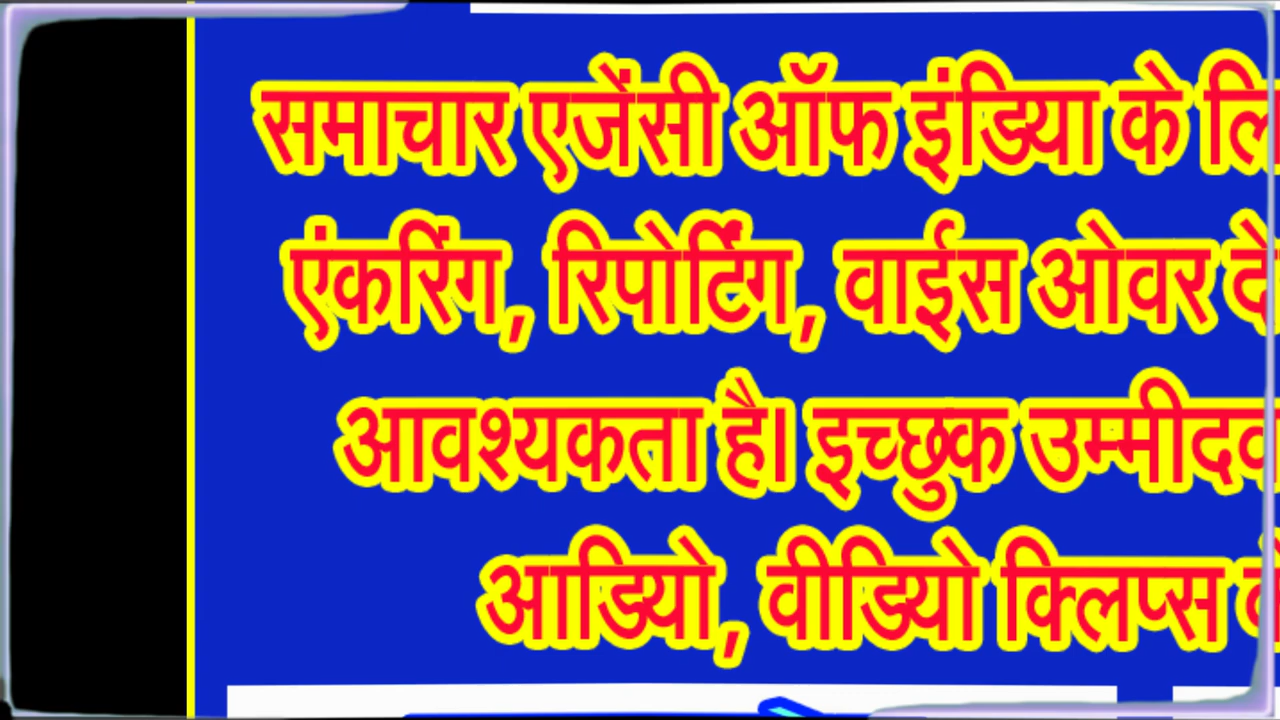 समाचार एजेंसी ऑफ इंडिया के
एंकरिंग, रिपोर्टिंग, वाईस ओवर
आवश्यकता है। इच्छुक
आडियो, वीडियो क्लिप्स